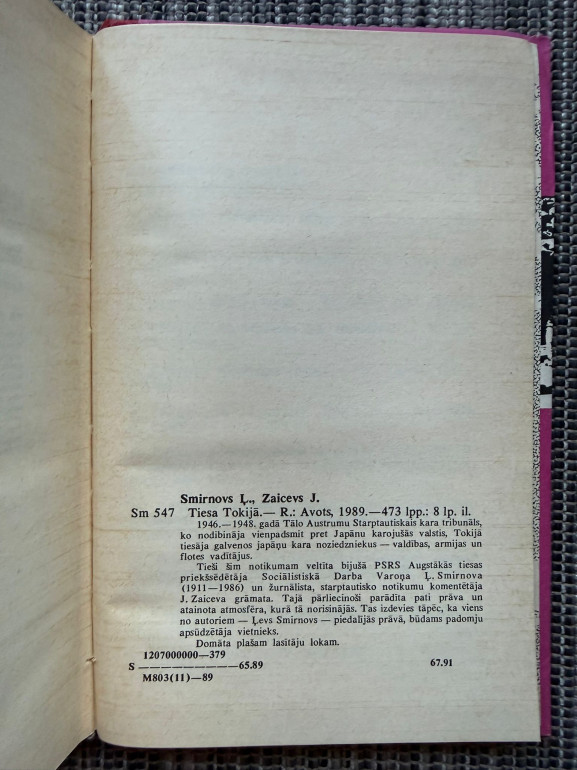 Smirnovs Ļ., Zaicevs J.
Sm 547 Tiesa Tokijā.— R.: Avots, 1989.—473 lpp.: 8 lp. il.
1946.—1948. gadā Tālo Austrumu Starptautiskais kara tribunāls,
ko nodibināja vienpadsmit pret Japānu karojušās valstis, Tokijā
tiesāja galvenos japāņu kara noziedzniekus — valdības, armijas un
flotes vadītājus.
Tieši šim notikumam veltīta bijušā PSRS Augstākās tiesas
priekšsēdētāja Sociālistiskā Darba Varoņa Ļ. Smirnova
(1911—1986) un žurnālista, starptautisko notikumu komentētāja
J. Zaiceva grāmata. Tajā pārliecinoši parādīta pati prāva un
atainota atmosfēra, kurā tā norisinājās. Tas izdevies tāpēc, ka viens
no autoriem — Ļevs Smirnovs — piedalījās prāvā, būdams padomju
apsūdzētāja vietnieks.
Domāta plašam lasītāju lokam.
1207000000—379
S —————————65.89 67.91
M803(11)—89